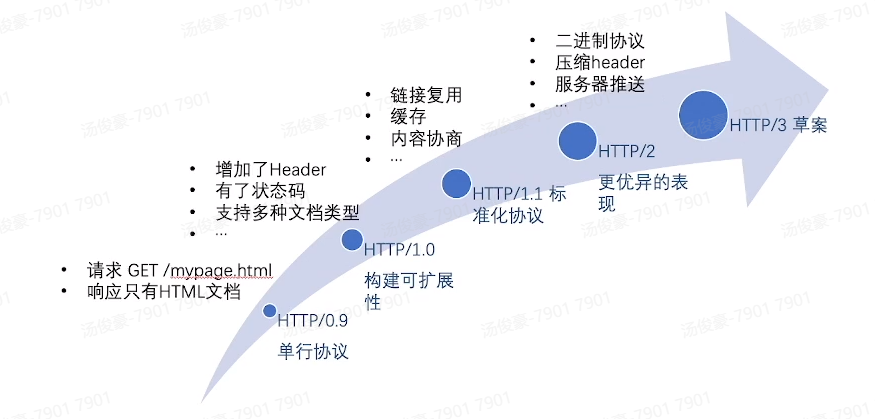 • 请求 GET /mypage.html
• 响应只有HTML文档
HTTP/0.9
单行协议
• 增加了Header
• 有了状态码
• 支持多种文档类型
• …
HTTP/1.0
构建可扩展
性
• 链接复用
• 缓存
• 内容协商
• …
HTTP/1.1 标
准化协议
• 二进制协议
• 压缩header
• 服务器推送
• …
HTTP/2
更优异的表
现
HTTP/3 草案
汤俊豪-7901 7901